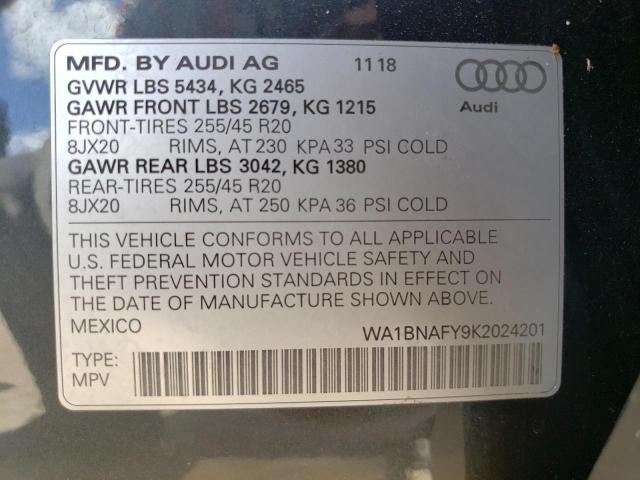 MFD. BY AUDI AG 11 18
GVWR LBS 5434, KG 2465
GAWR FRONT LBS 2679, KG 1215
Audi
FRONT-TIRES 255/45 R20
8JX20 RIMS, AT 230 KPA 33 PSI COLD
GAWR REAR LBS 3042, KG 1380
REAR-TIRES 255/45 R20
8JX20 RIMS, AT 250 KPA 36 PSI COLD
THIS VEHICLE CONFORMS TO ALL APPLICABLE
U.S. FEDERAL MOTOR VEHICLE SAFETY AND
THEFT PREVENTION STANDARDS IN EFFECT ON
THE DATE OF MANUFACTURE SHOWN ABOVE.
MEXICO WA1BNAFY9K2024201
TYPE:
MPV